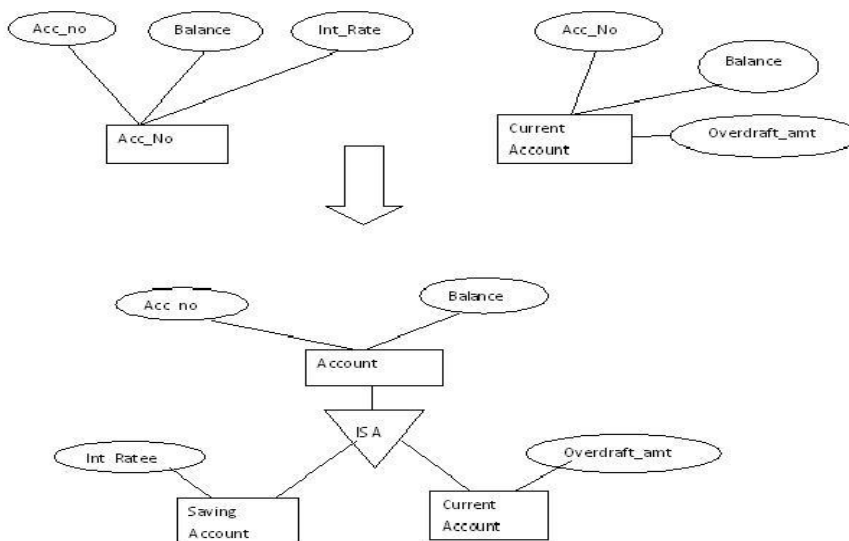 Acc_no
Balance
Int_Rate
Acc_No
Acc_No
Balance
Current
Account
Overdraft_amt
Acc no
Balance
Account
IS A
Int Ratee
Overdraft_amt
Saving
Account
Current
Account